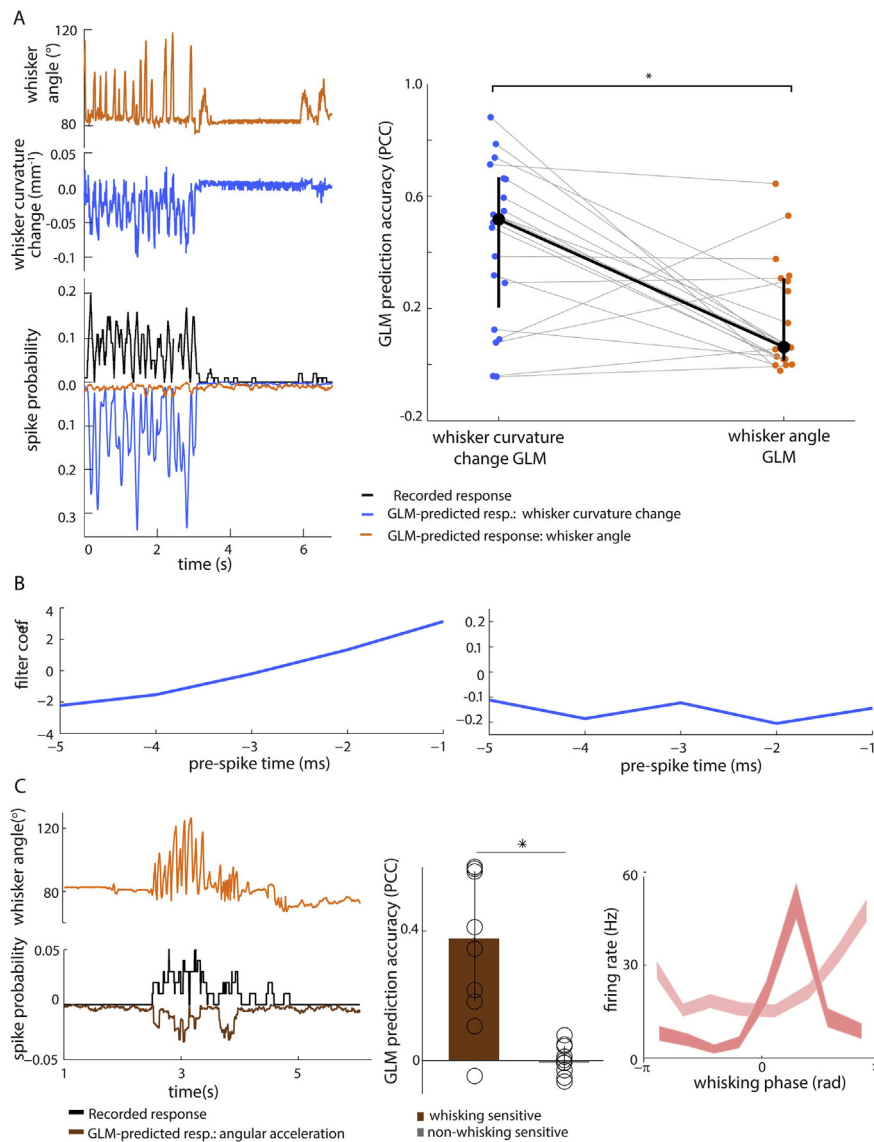 A
whisker
angle (°)
120
80
whisker curvature
change (mm⁻¹)
0.05
0.0
-0.05
-0.1
spike probability
0.2
0.1
0.0
0.1
0.2
0.3
0
2
4
6
time (s)
GLM prediction accuracy (PCC)
1.0
0.6
0.2
-0.2
*
whisker curvature
change GLM
whisker angle
GLM
Recorded response
GLM-predicted resp.: whisker curvature change
GLM-predicted response: whisker angle
B
filter coef
4
2
0
−2
−4
−5
−4
−3
−2
−1
pre-spike time (ms)
0.2
0.1
0
-0.1
−0.2
−5
−4
−3
−2
−1
pre-spike time (ms)
C
whisker angle(°)
120
80
spike probability
0.05
0
−0.05
1
3
5
time(s)
Recorded response
GLM-predicted resp.: angular acceleration
GLM prediction accuracy (PCC)
0.4
0
*
whisking sensitive
non-whisking sensitive
firing rate (Hz)
60
30
0
−π
0
whisking phase (rad)